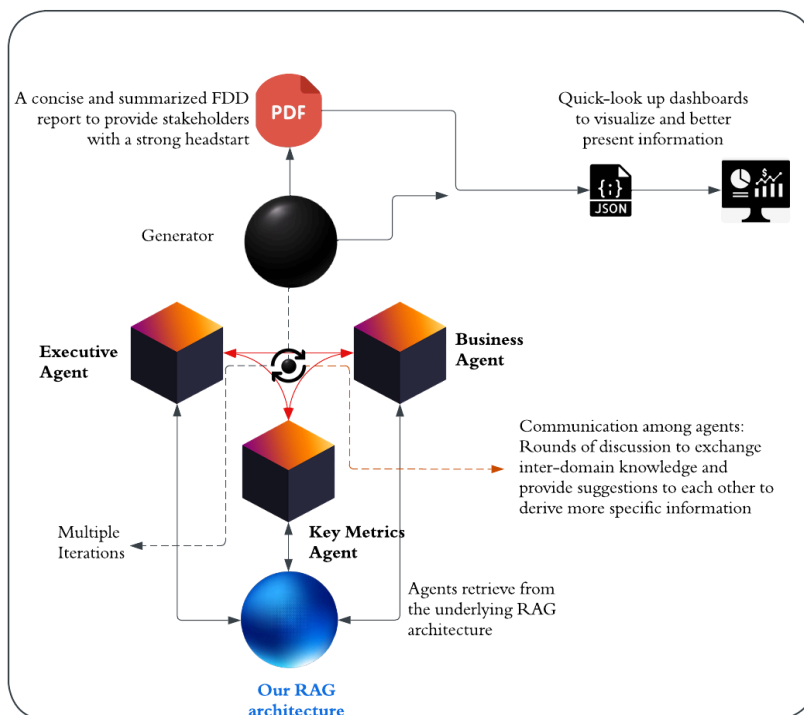 A concise and summarized FDD
report to provide stakeholders
with a strong headstart
PDF
Quick-look up dashboards
to visualize and better
present information
{;}
JSON
$
Generator
Executive
Agent
Business
Agent
Communication among agents:
Rounds of discussion to exchange
inter-domain knowledge and
provide suggestions to each other to
derive more specific information
Multiple
Iterations
Key Metrics
Agent
Agents retrieve from
the underlying RAG
architecture
Our RAG
architecture